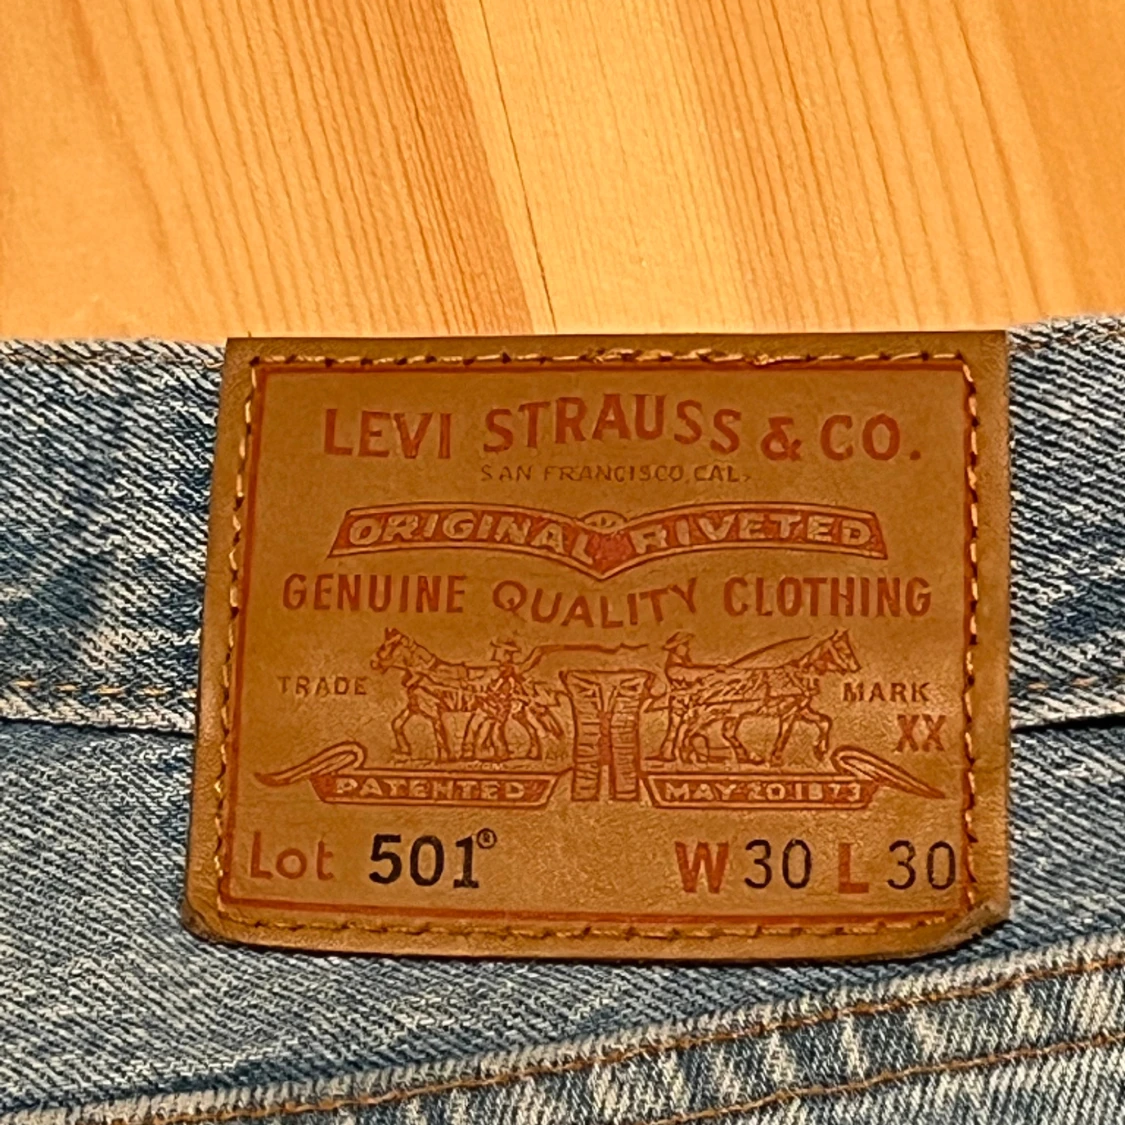 LEVI STRAUSS & CO.
SAN FRANCISCO, CAL.
ORIGINAL RIVETED
GENUINE QUALITY CLOTHING
TRADE MARK
XX
PATENTED MAY 20 1873
Lot 501® W 30 L 30